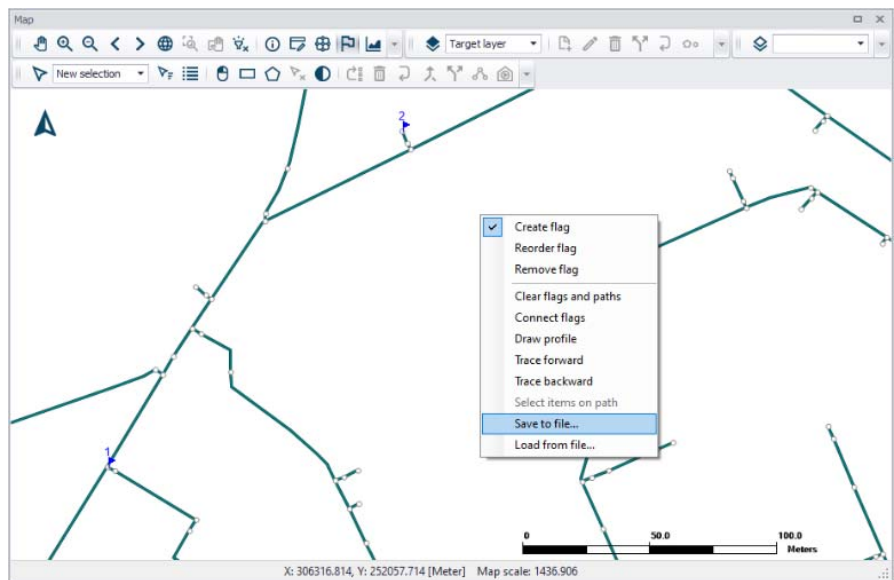 Map
Target layer
New selection
2
Create flag
Reorder flag
Remove flag
Clear flags and paths
Connect flags
Draw profile
Trace forward
Trace backward
Select items on path
Save to file...
Load from file...
1
0 50.0 100.0
Meters
X: 306316.814, Y: 252057.714 [Meter] Map scale: 1436.906